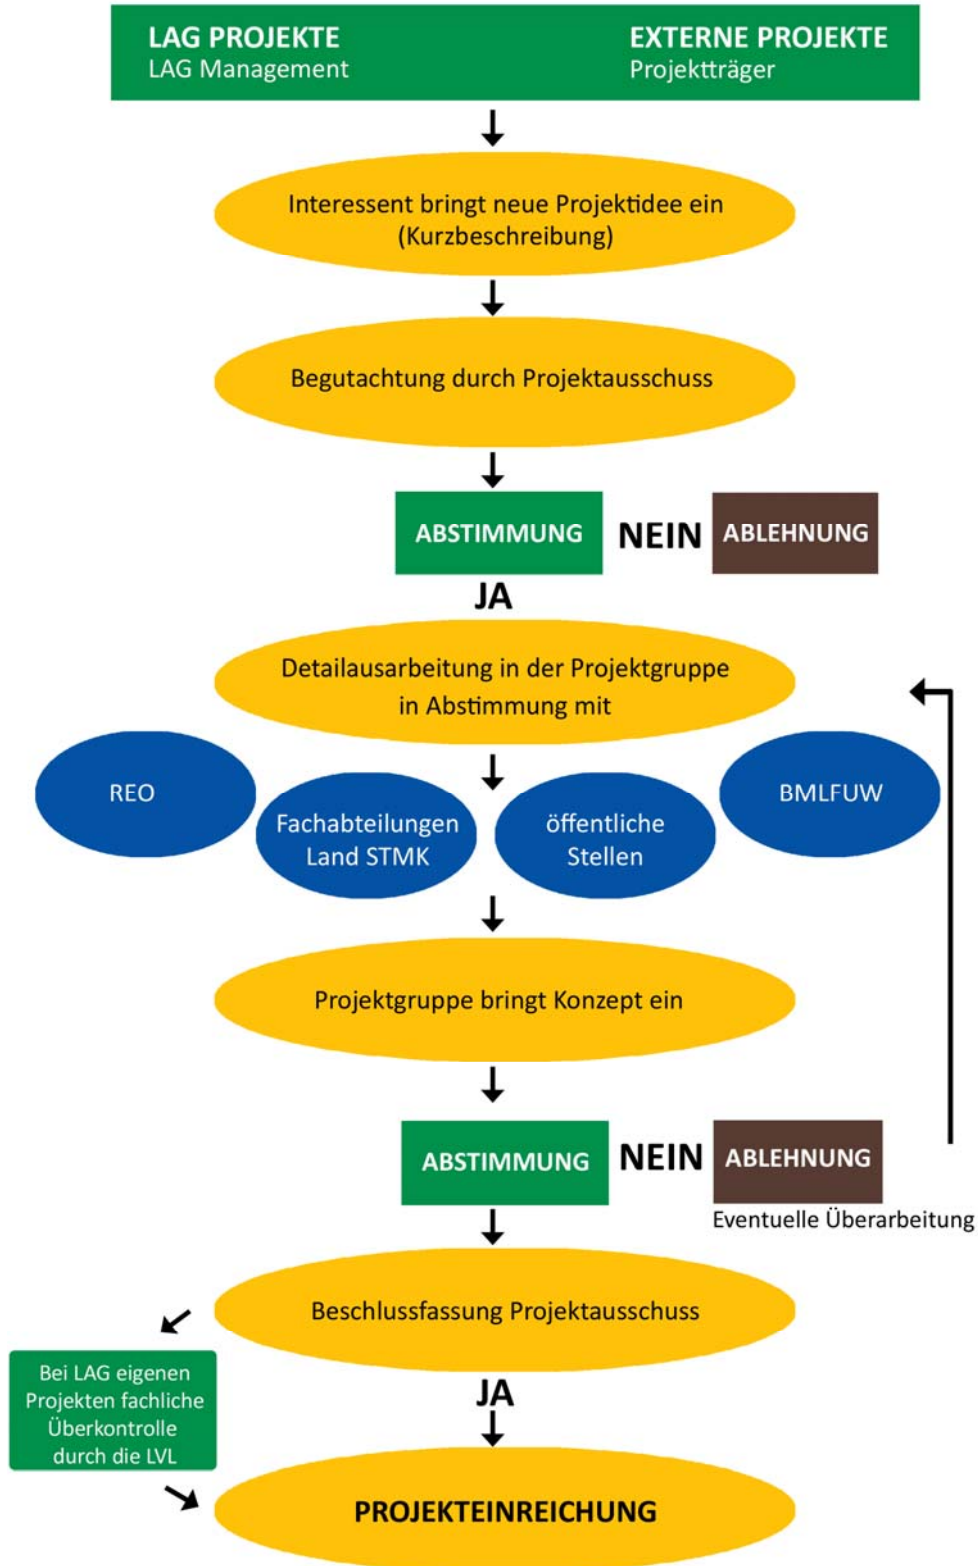 LAG PROJEKTE
LAG Management
EXTERNE PROJEKTE
Projektträger
Interessent bringt neue Projektidee ein
(Kurzbeschreibung)
Begutachtung durch Projektausschuss
ABSTIMMUNG
NEIN
ABLEHNUNG
JA
Detailausarbeitung in der Projektgruppe
in Abstimmung mit
REO
Fachabteilungen
Land STMK
öffentliche
Stellen
BMLFUW
Projektgruppe bringt Konzept ein
ABSTIMMUNG
NEIN
ABLEHNUNG
Eventuelle Überarbeitung
Beschlussfassung Projektausschuss
Bei LAG eigenen
Projekten fachliche
Überkontrolle
durch die LVL
JA
PROJEKTEINREICHUNG